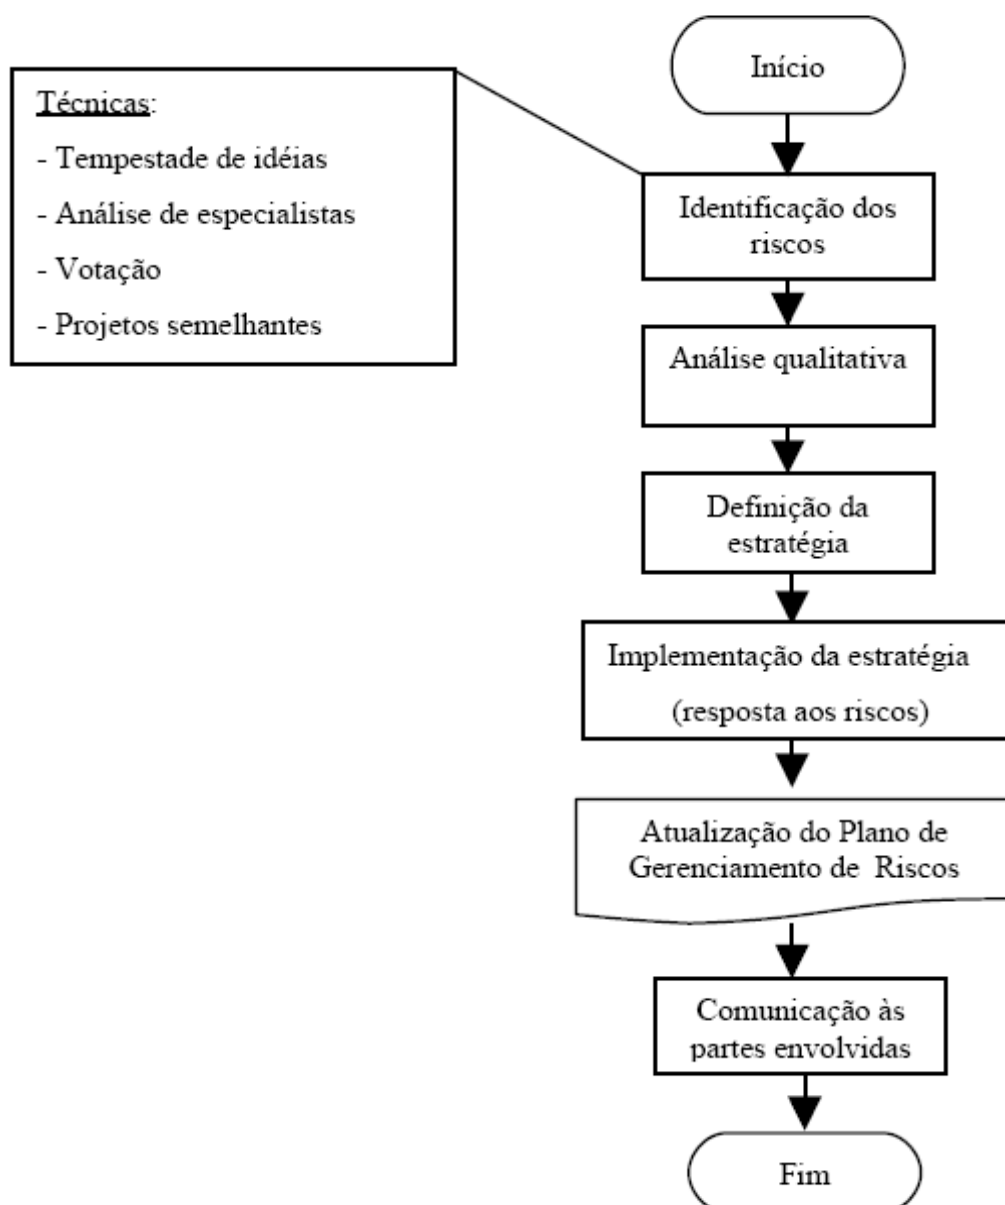 Início
Técnicas:
- Tempestade de idéias
- Análise de especialistas
- Votação
- Projetos semelhantes
Identificação dos
riscos
Análise qualitativa
Definição da
estratégia
Implementação da estratégia
(resposta aos riscos)
Atualização do Plano de
Gerenciamento de Riscos
Comunicação às
partes envolvidas
Fim